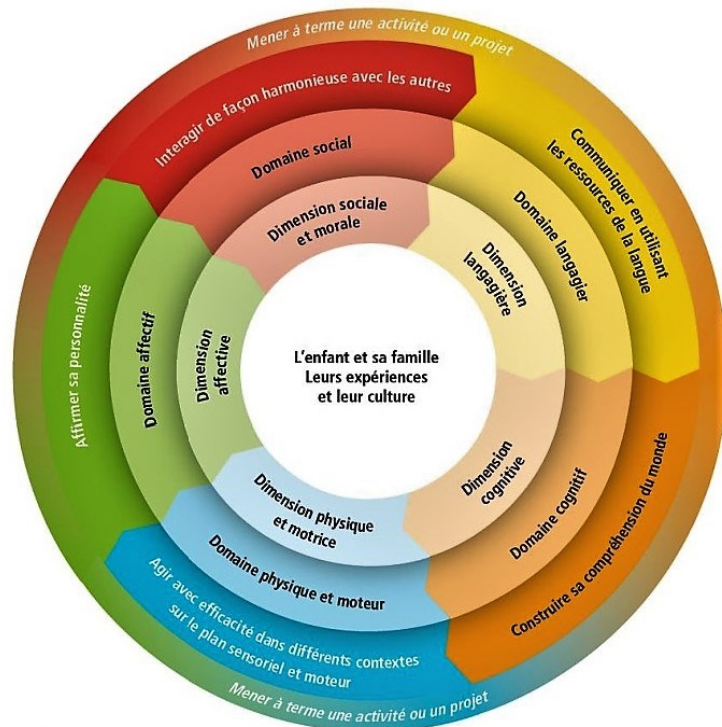 Mener à terme une activité ou un projet
Interagir de façon harmonieuse avec les autres
Domaine social
Dimension sociale
et morale
Communiquer en utilisant
les ressources de la langue
Domaine langagier
Dimension
langagière
Affirmer sa personnalité
Domaine affectif
Dimension
affective
L'enfant et sa famille
Leurs expériences
et leur culture
Dimension
cognitive
Domaine cognitif
Construire sa compréhension du monde
Dimension physique
et motrice
Domaine physique et moteur
Agir avec efficacité dans différents contextes
sur le plan sensoriel et moteur
Mener à terme une activité ou un projet